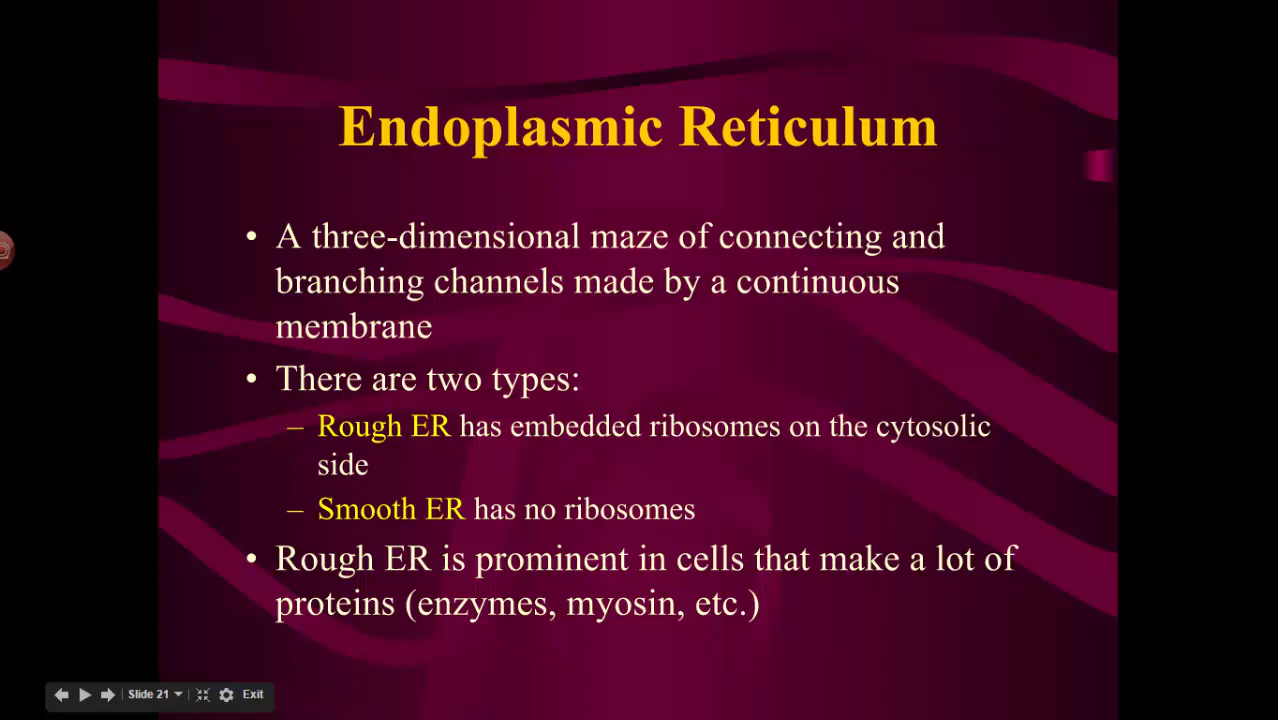 Endoplasmic Reticulum
• A three-dimensional maze of connecting and
branching channels made by a continuous
membrane
• There are two types:
– Rough ER has embedded ribosomes on the cytosolic
side
– Smooth ER has no ribosomes
• Rough ER is prominent in cells that make a lot of
proteins (enzymes, myosin, etc.)
Slide 21 Exit